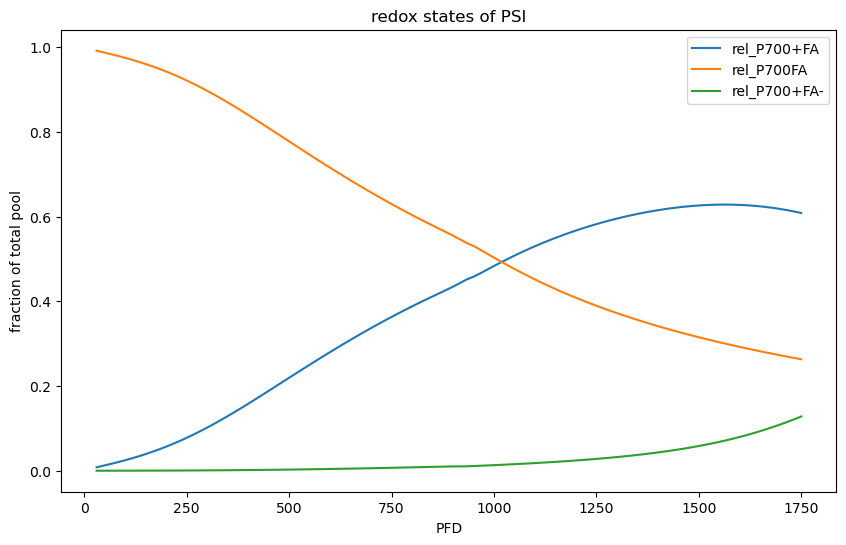 redox states of PSI
rel_P700+FA
rel_P700FA
rel_P700+FA-
fraction of total pool
1.0
0.8
0.6
0.4
0.2
0.0
0 250 500 750 1000 1250 1500 1750
PFD